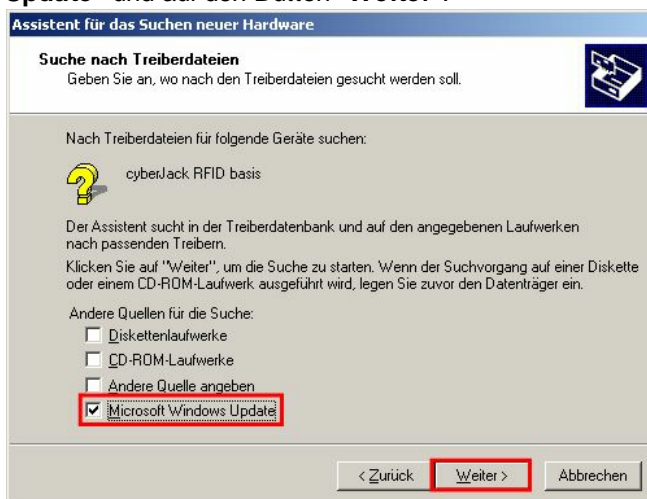 Update" und auf den Button "Weiter".
Assistent für das Suchen neuer Hardware
Suche nach Treiberdateien
Geben Sie an, wo nach den Treiberdateien gesucht werden soll.
Nach Treiberdateien für folgende Geräte suchen:
cyberJack RFID basis
Der Assistent sucht in der Treiberdatenbank und auf den angegebenen Laufwerken
nach passenden Treibern.
Klicken Sie auf "Weiter", um die Suche zu starten. Wenn der Suchvorgang auf einer Diskette
oder einem CD-ROM-Laufwerk ausgeführt wird, legen Sie zuvor den Datenträger ein.
Andere Quellen für die Suche:
Diskettenlaufwerke
CD-ROM-Laufwerke
Andere Quelle angeben
Microsoft Windows Update
< Zurück Weiter > Abbrechen